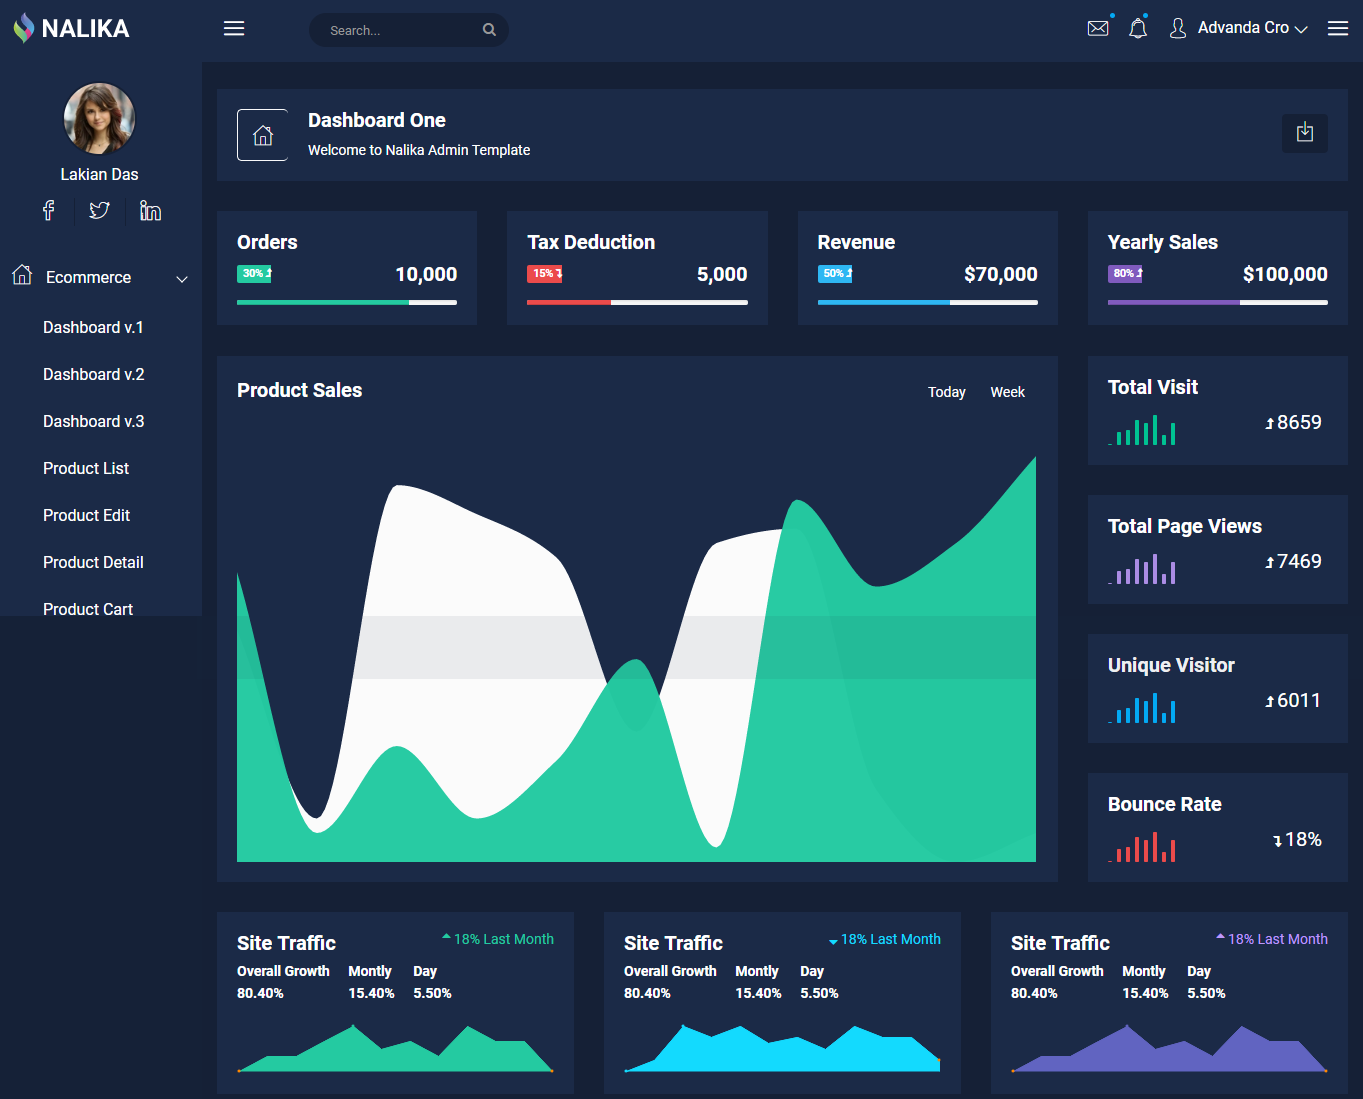 NALIKA
Search...
Advanda Cro
Lakian Das
Ecommerce
Dashboard v.1
Dashboard v.2
Dashboard v.3
Product List
Product Edit
Product Detail
Product Cart
Dashboard One
Welcome to Nalika Admin Template
Orders
30%
10,000
Tax Deduction
15%
5,000
Revenue
50%
$70,000
Yearly Sales
80%
$100,000
Product Sales
Today Week
Total Visit
8659
Total Page Views
7469
Unique Visitor
6011
Bounce Rate
18%
Site Traffic
18% Last Month
Overall Growth Montly Day
80.40% 15.40% 5.50%
Site Traffic
18% Last Month
Overall Growth Montly Day
80.40% 15.40% 5.50%
Site Traffic
18% Last Month
Overall Growth Montly Day
80.40% 15.40% 5.50%